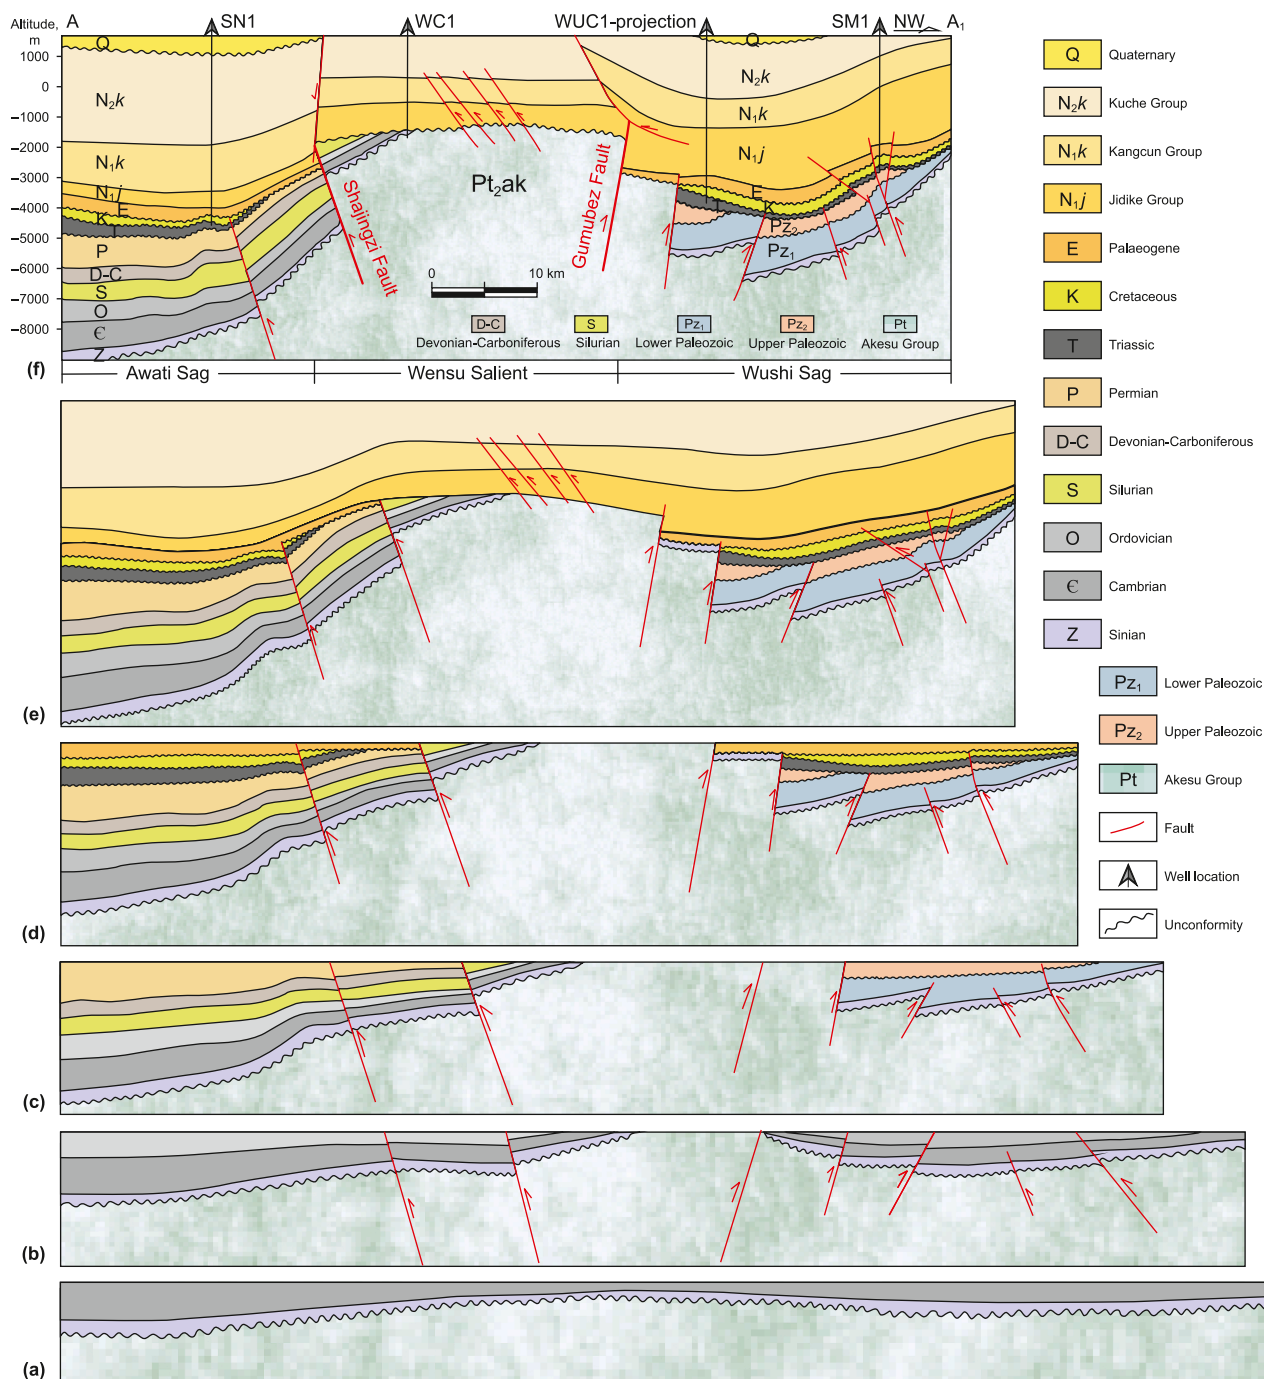 Altitude, m
A SN1 WC1 WUC1-projection SM1 NW A₁
1000
0
−1000
−2000
−3000
−4000
−5000
−6000
−7000
−8000
Q Q
N₂k N₂k
N₁k N₁k
N₁j N₁j
E E
K K
T T
P Pz₂
D-C Pz₁
S
O
Є
Z
Pt₂ak
Shajingzi Fault
Gumubez Fault
0 10 km
D-C S Pz₁ Pz₂ Pt
Devonian-Carboniferous Silurian Lower Paleozoic Upper Paleozoic Akesu Group
(f)
Awati Sag Wensu Salient Wushi Sag
(e)
(d)
(c)
(b)
(a)
Q Quaternary
N₂k Kuche Group
N₁k Kangcun Group
N₁j Jidike Group
E Palaeogene
K Cretaceous
T Triassic
P Permian
D-C Devonian-Carboniferous
S Silurian
O Ordovician
Є Cambrian
Z Sinian
Pz₁ Lower Paleozoic
Pz₂ Upper Paleozoic
Pt Akesu Group
Fault
Well location
Unconformity